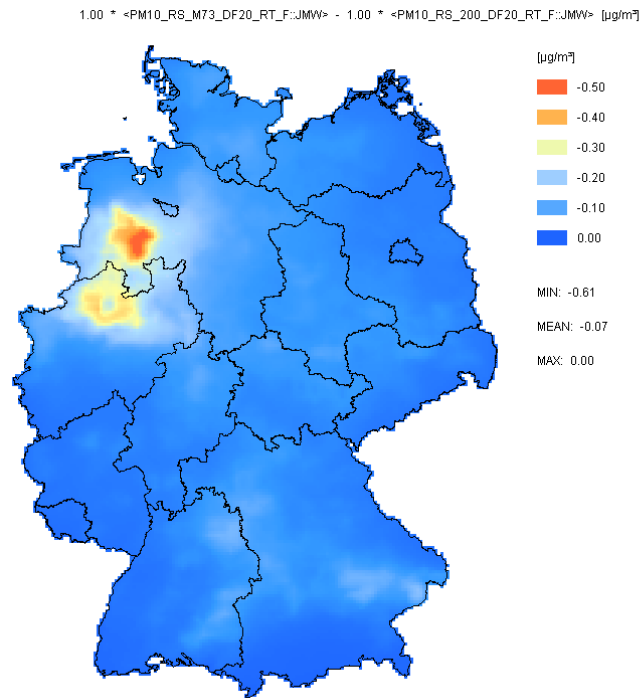 1.00 * <PM10_RS_M73_DF20_RT_F::JMW> - 1.00 * <PM10_RS_200_DF20_RT_F::JMW> [µg/m³]
[µg/m³]
-0.50
-0.40
-0.30
-0.20
-0.10
0.00
MIN: -0.61
MEAN: -0.07
MAX: 0.00